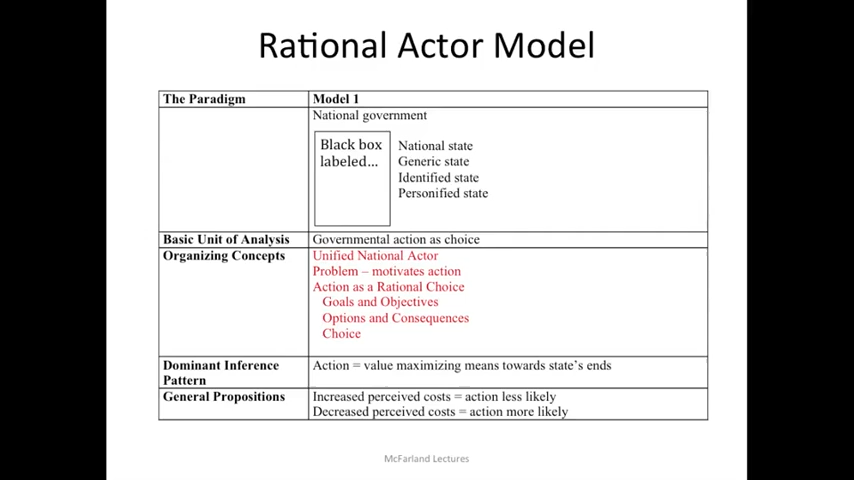 Rational Actor Model
The Paradigm
Model 1
National government
Black box
labeled...
National state
Generic state
Identified state
Personified state
Basic Unit of Analysis
Governmental action as choice
Organizing Concepts
Unified National Actor
Problem – motivates action
Action as a Rational Choice
Goals and Objectives
Options and Consequences
Choice
Dominant Inference
Pattern
Action = value maximizing means towards state's ends
General Propositions
Increased perceived costs = action less likely
Decreased perceived costs = action more likely
McFarland Lectures